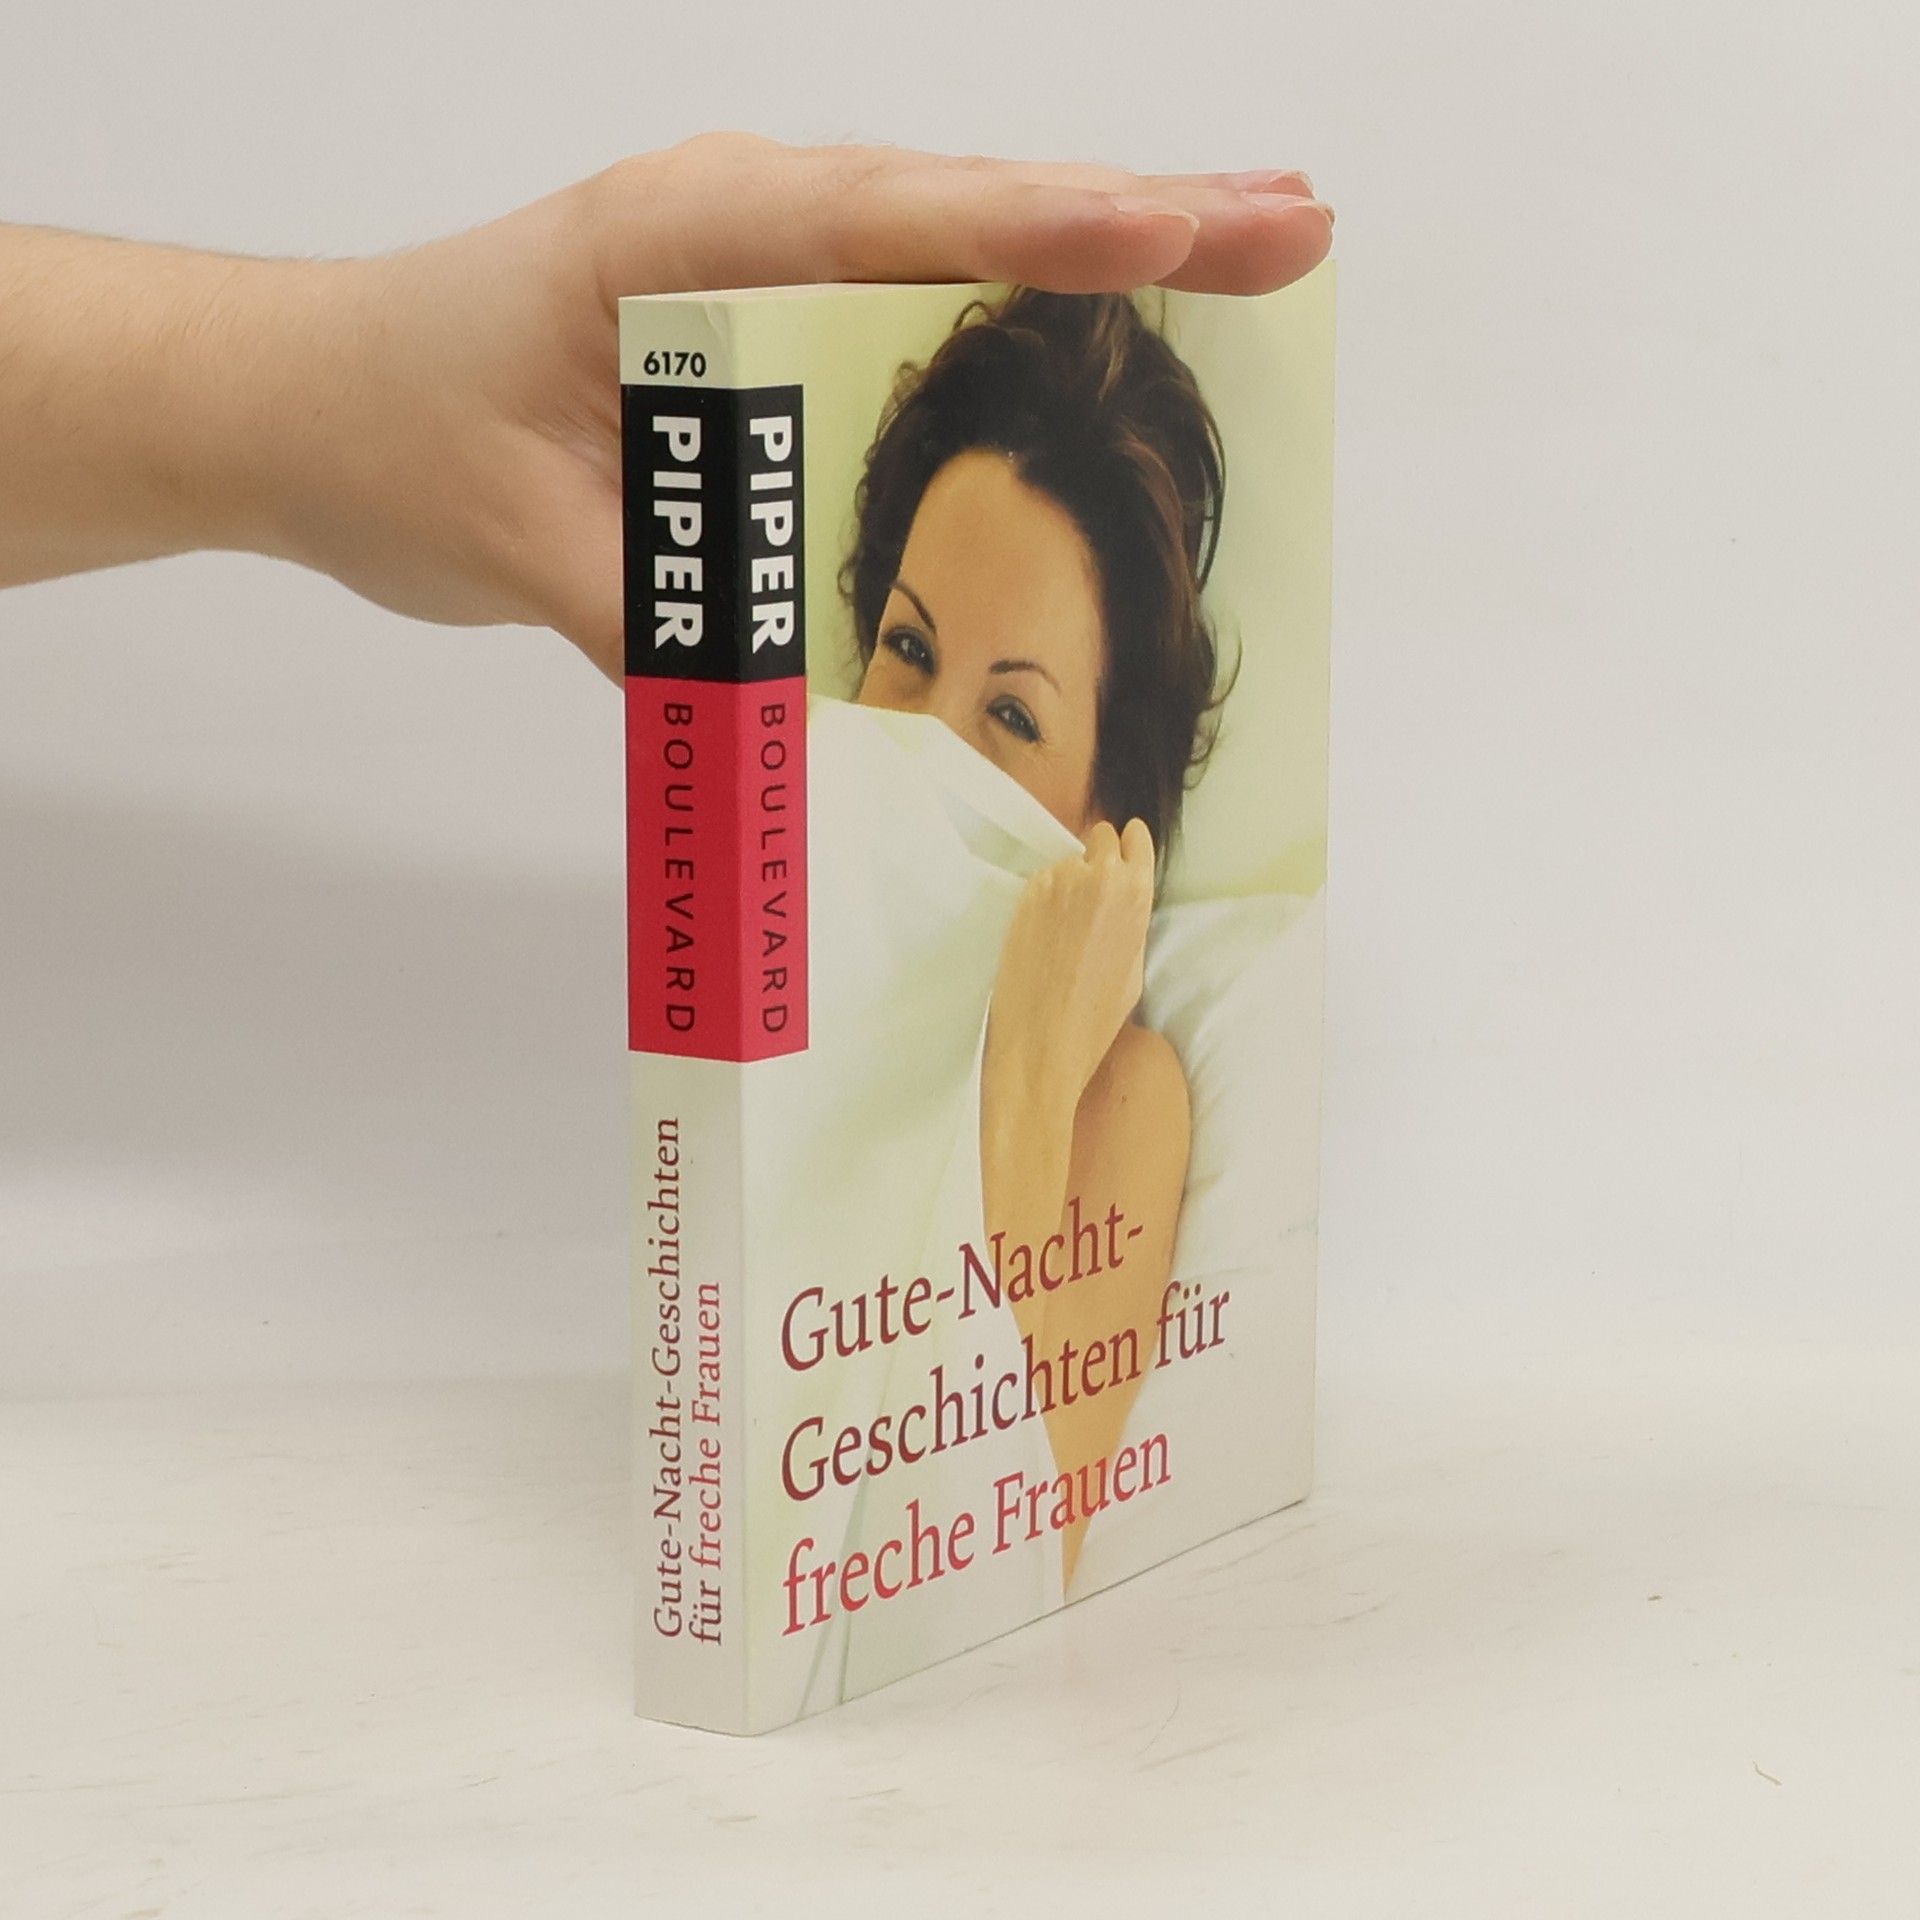 6170
PIPER
BOULEVARD
Gute-Nacht-Geschichten
für freche Frauen
PIPER
BOULEVARD
Gute-Nacht-
Geschichten für
freche Frauen